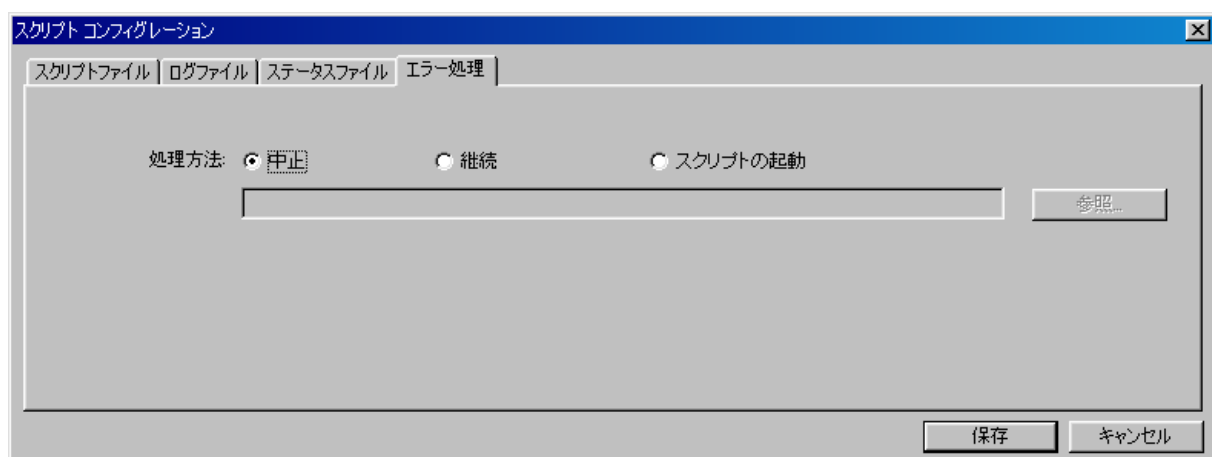 スクリプト コンフィグレーション
スクリプトファイル ログファイル ステータスファイル エラー処理
処理方法: 中止 継続 スクリプトの起動
参照...
保存 キャンセル